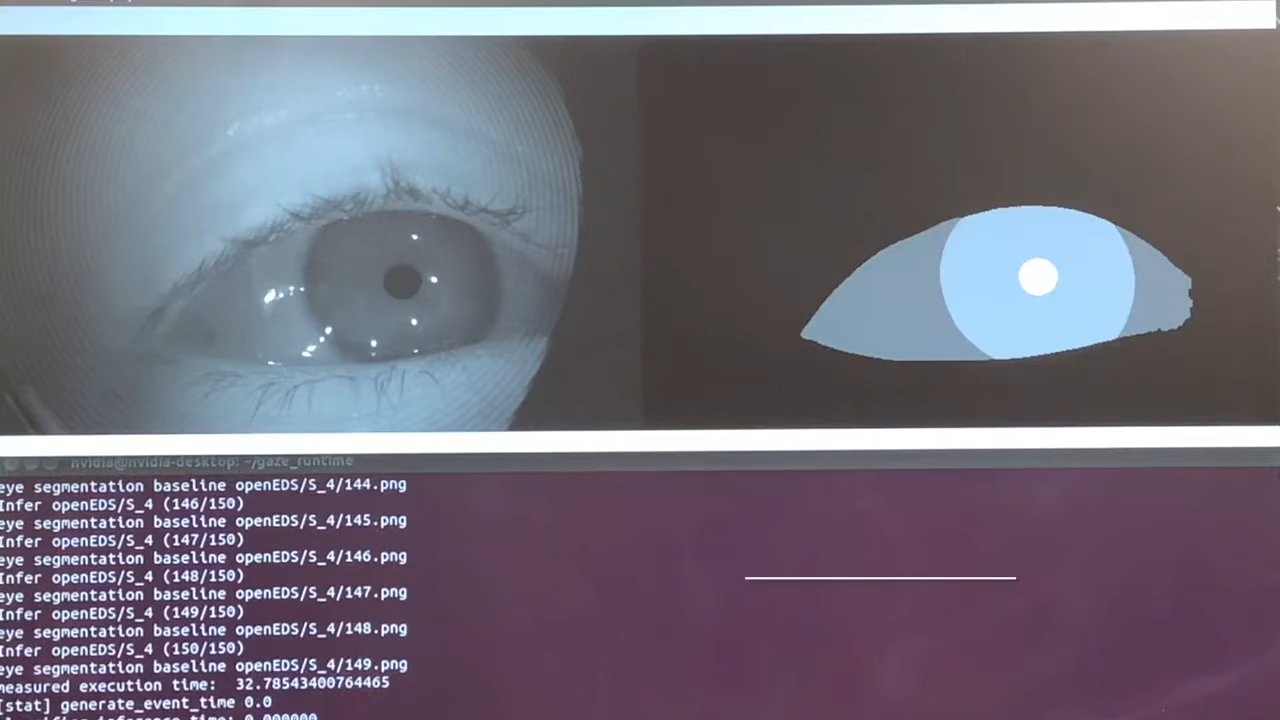 nvidia@nvidia-desktop: ~/gaze_runtime
eye segmentation baseline openEDS/S_4/144.png
Infer openEDS/S_4 (146/150)
eye segmentation baseline openEDS/S_4/145.png
Infer openEDS/S_4 (147/150)
eye segmentation baseline openEDS/S_4/146.png
Infer openEDS/S_4 (148/150)
eye segmentation baseline openEDS/S_4/147.png
Infer openEDS/S_4 (149/150)
eye segmentation baseline openEDS/S_4/148.png
Infer openEDS/S_4 (150/150)
eye segmentation baseline openEDS/S_4/149.png
measured execution time:  32.78543400764465
[stat] generate_event_time 0.0